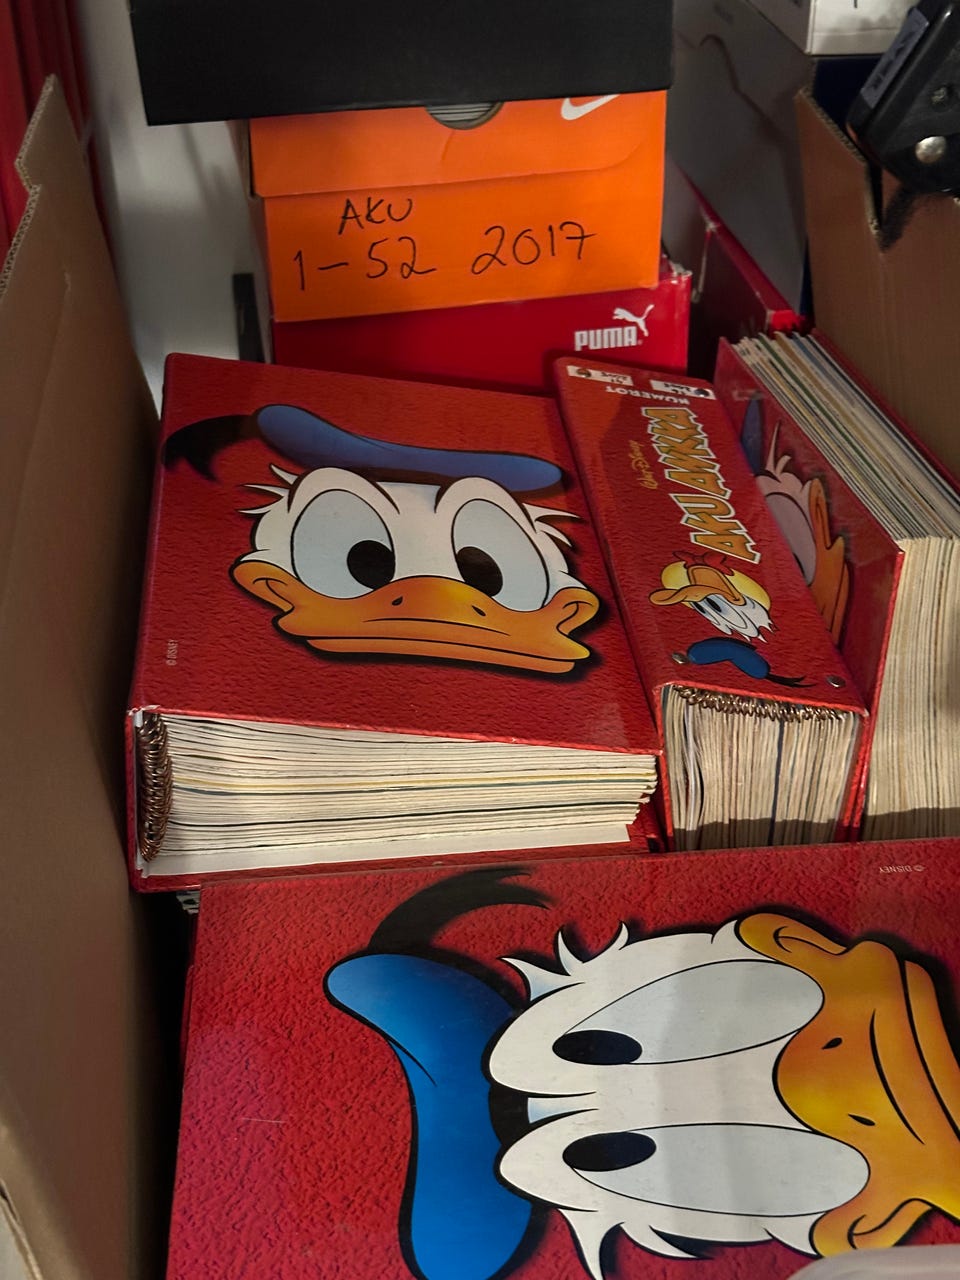 AKU
1-52 2017
PUMA
NUMEROT
Walt Disney
AKU ANKKA
© DISNEY
© DISNEY